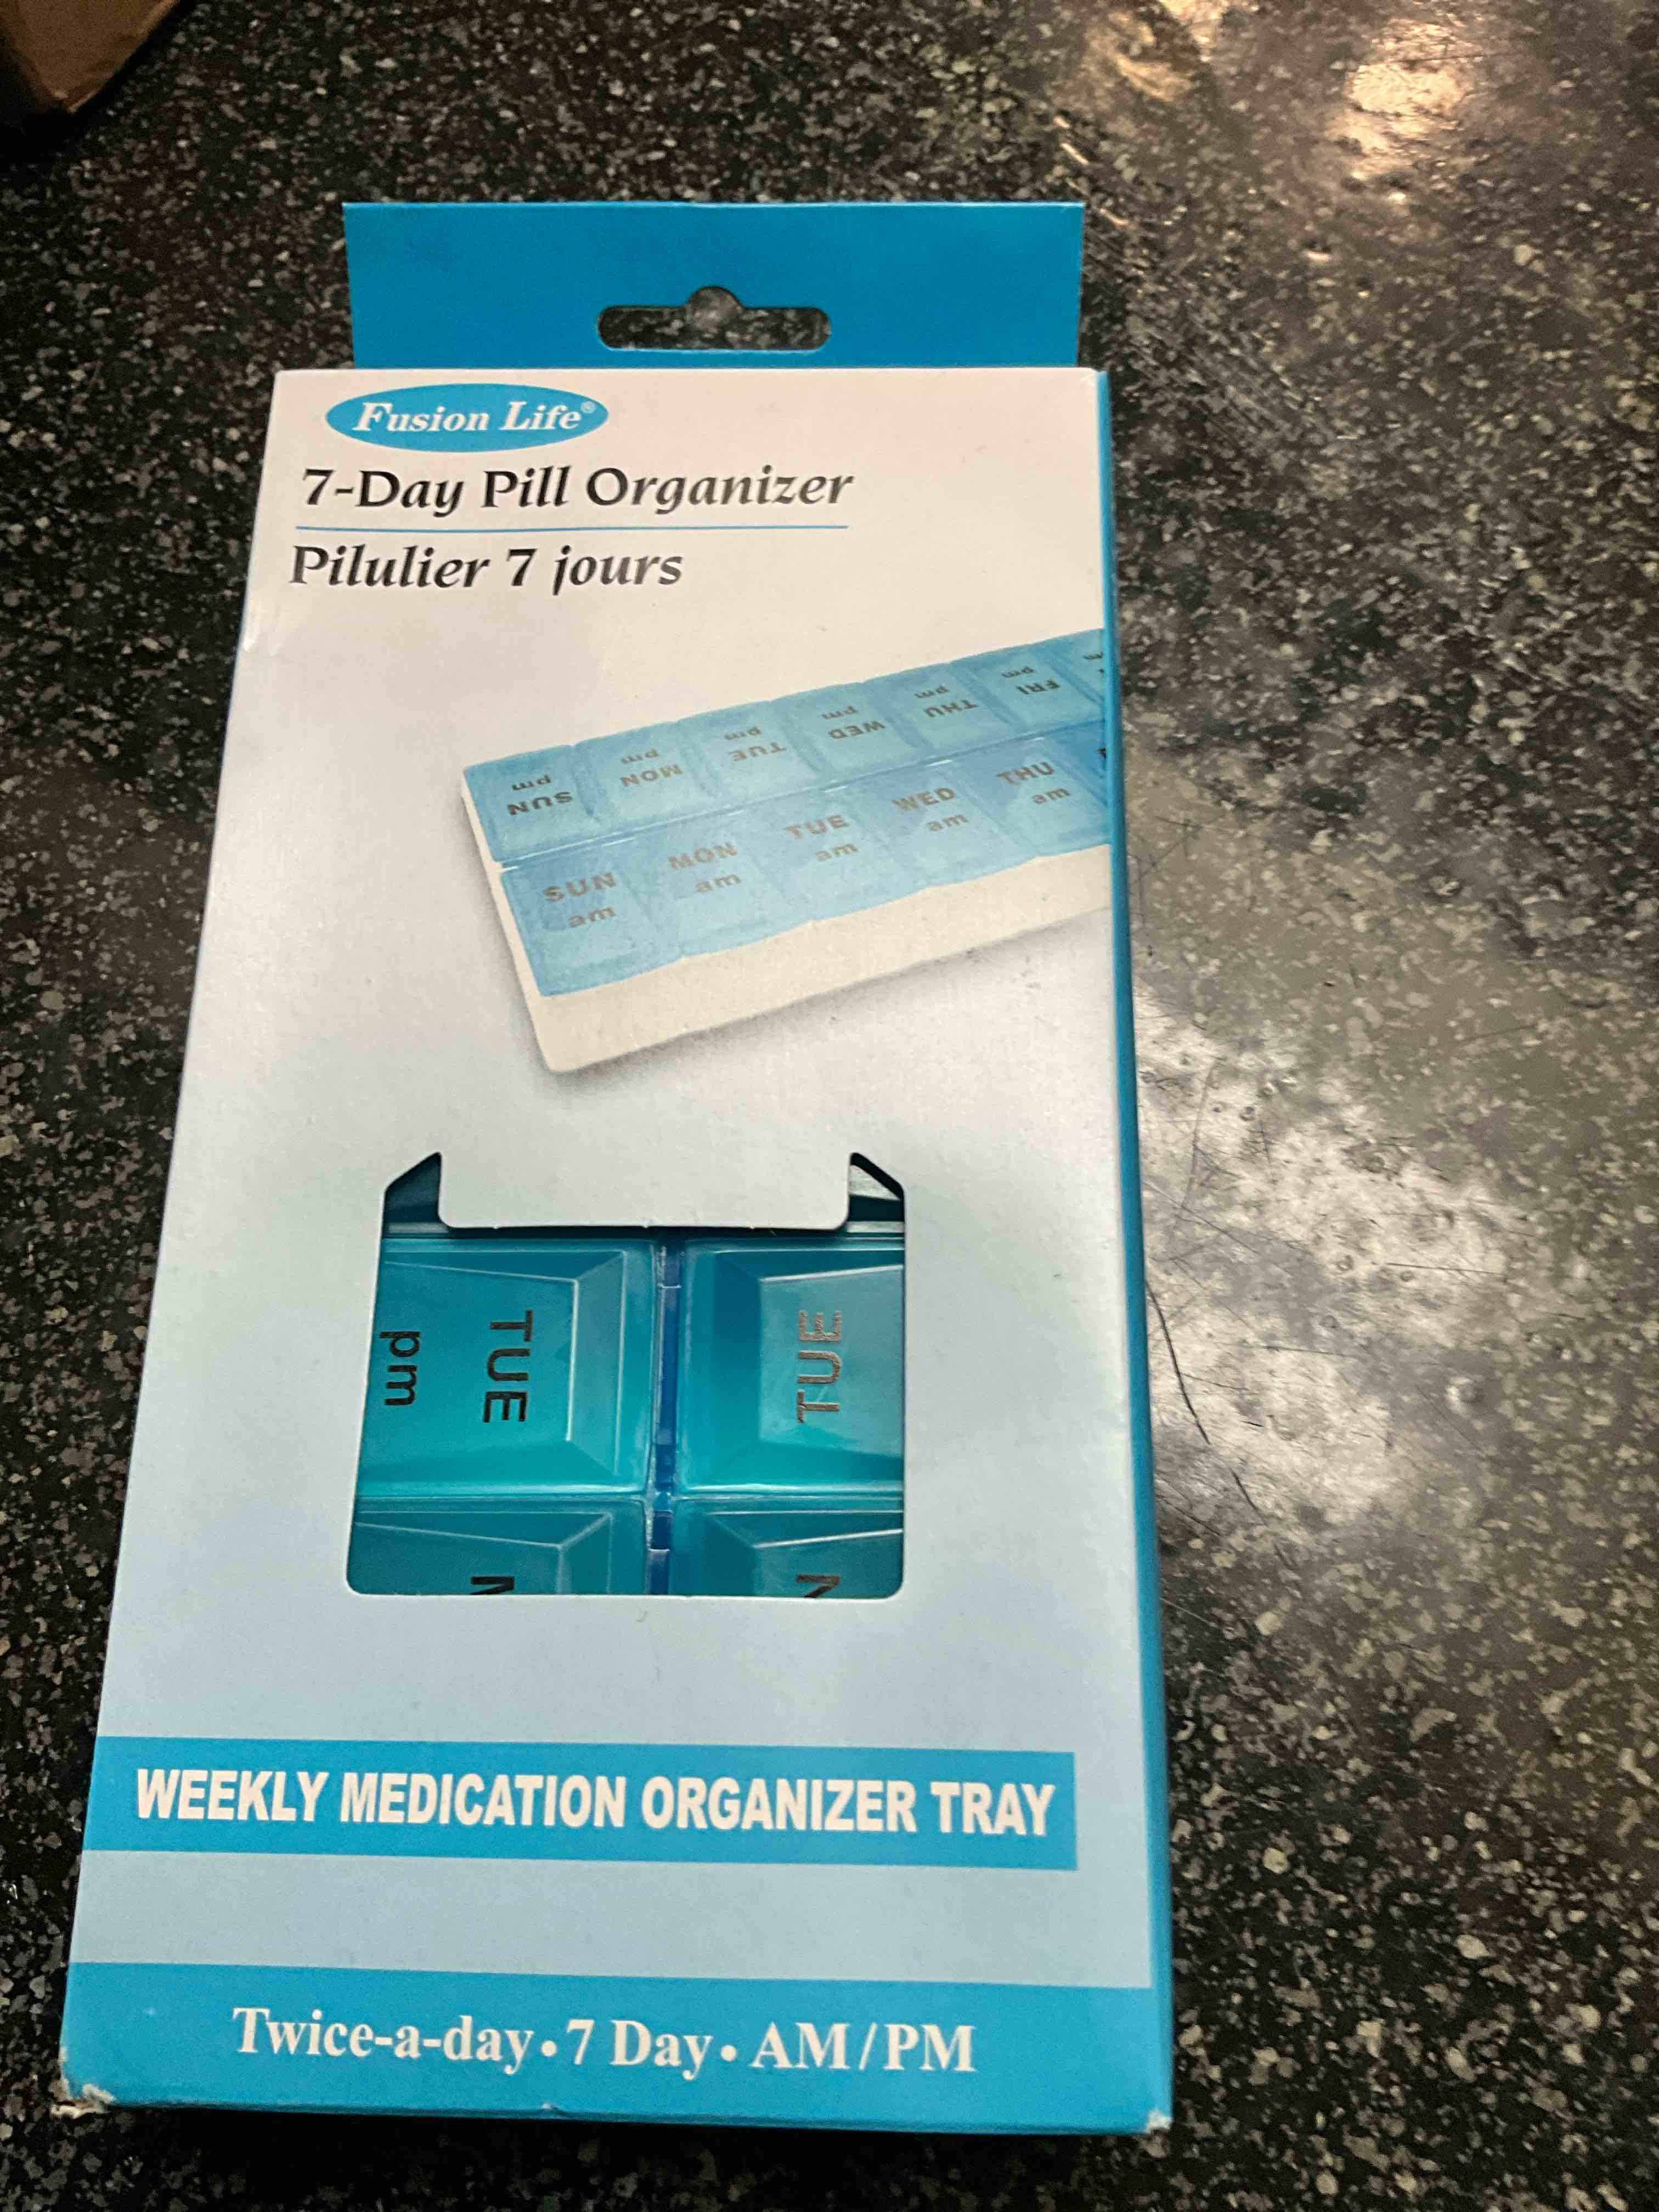 Fusion Life®
7-Day Pill Organizer
Pilulier 7 jours
SUN pm
MON pm
TUE pm
WED pm
THU pm
FRI pm
SUN am
MON am
TUE am
WED am
THU am
TUE pm
TUE
WEEKLY MEDICATION ORGANIZER TRAY
Twice-a-day • 7 Day • AM/PM